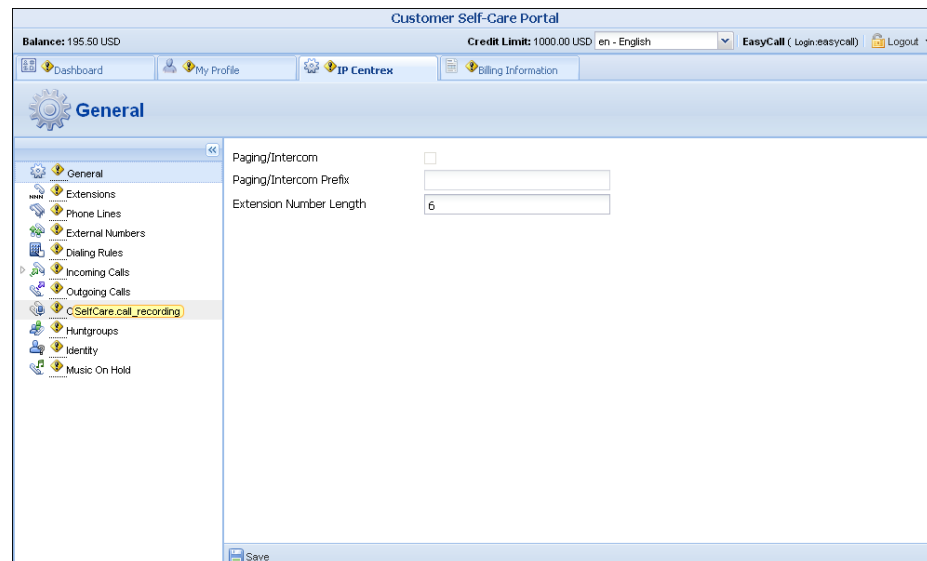 Customer Self-Care Portal
Balance: 195.50 USD Credit Limit: 1000.00 USD en - English EasyCall ( Login:easycall) Logout
Dashboard My Profile IP Centrex Billing Information
General
General
Extensions
NNN
Phone Lines
External Numbers
Dialing Rules
Incoming Calls
Outgoing Calls
C SelfCare.call_recording
Huntgroups
Identity
Music On Hold
Paging/Intercom
Paging/Intercom Prefix
Extension Number Length 6
Save